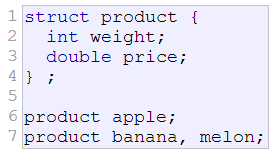 1 struct product {
2   int weight;
3   double price;
4 } ;
5
6 product apple;
7 product banana, melon;